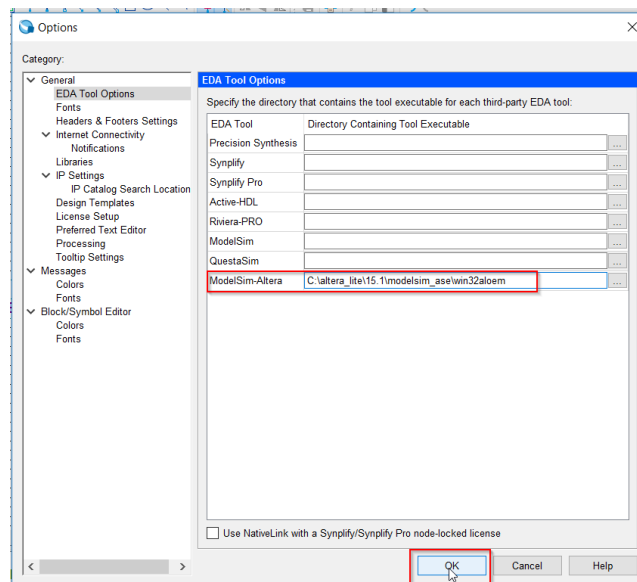 Options
Category:
General
EDA Tool Options
Fonts
Headers & Footers Settings
Internet Connectivity
Notifications
Libraries
IP Settings
IP Catalog Search Location
Design Templates
License Setup
Preferred Text Editor
Processing
Tooltip Settings
Messages
Colors
Fonts
Block/Symbol Editor
Colors
Fonts
EDA Tool Options
Specify the directory that contains the tool executable for each third-party EDA tool:
EDA Tool Directory Containing Tool Executable
Precision Synthesis ...
Synplify ...
Synplify Pro ...
Active-HDL ...
Riviera-PRO ...
ModelSim ...
QuestaSim ...
ModelSim-Altera C:\altera_lite\15.1\modelsim_ase\win32aloem ...
Use NativeLink with a Synplify/Synplify Pro node-locked license
OK Cancel Help